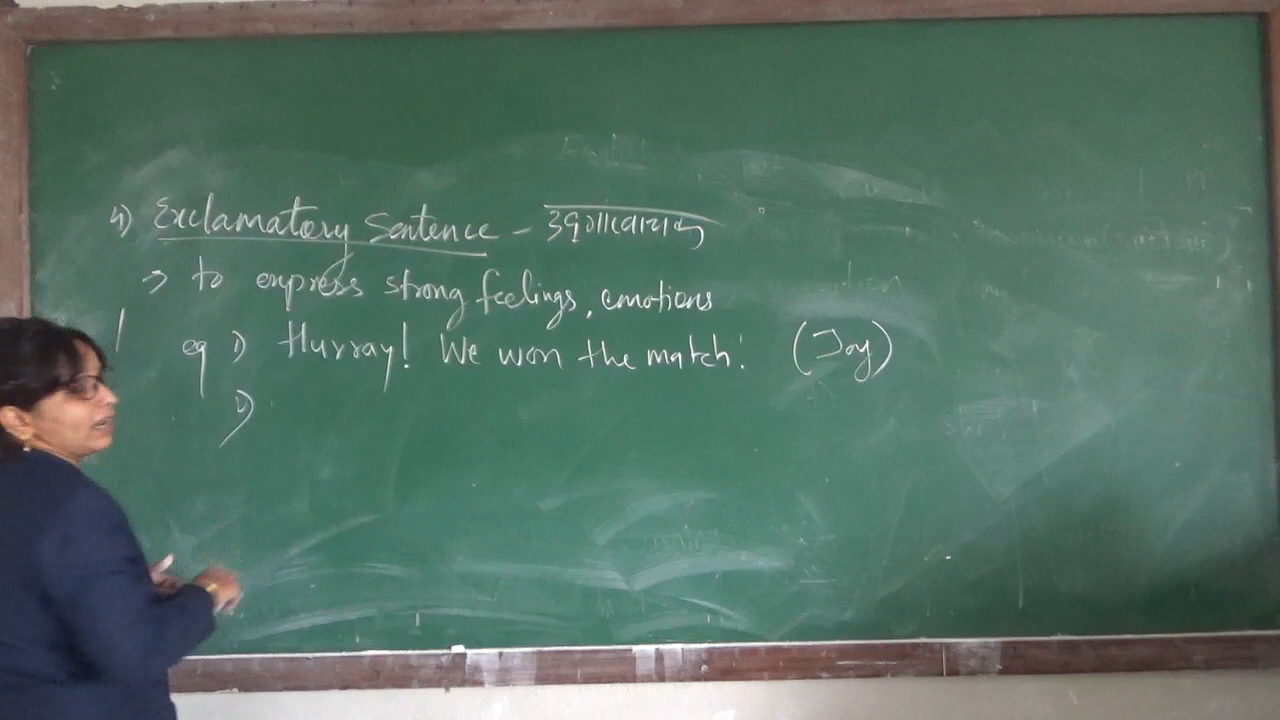 4) Exclamatory Sentence - उद्गारवाचक
→ to express strong feelings, emotions
eg 1) Hurray! We won the match! (Joy)
2)